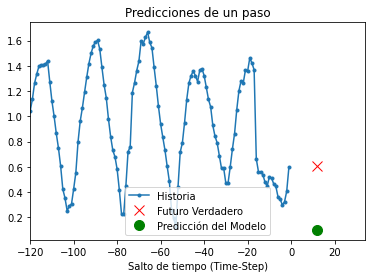 Predicciones de un paso
1.6
1.4
1.2
1.0
0.8
0.6
0.4
0.2
Historia
Futuro Verdadero
Predicción del Modelo
−120 −100 −80 −60 −40 −20 0 20
Salto de tiempo (Time-Step)